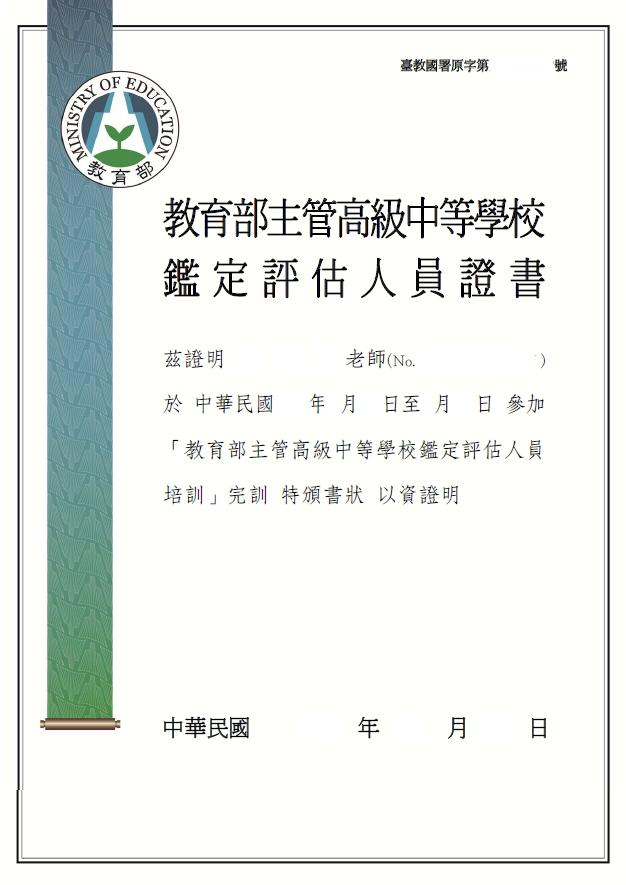 臺教國署原字第 號
MINISTRY OF EDUCATION
教育部
教育部主管高級中等學校
鑑定評估人員證書
茲證明 老師(No. )
於 中華民國 年 月 日至 月 日 參加
「教育部主管高級中等學校鑑定評估人員
培訓」完訓 特頒書狀 以資證明
中華民國 年 月 日